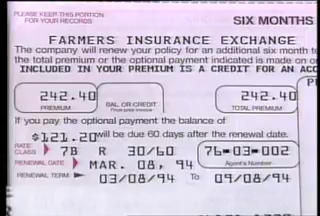 PLEASE KEEP THIS PORTION
FOR YOUR RECORDS
SIX MONTHS
FARMERS INSURANCE EXCHANGE
The company will renew your policy for an additional six month
the total premium or the optional payment indicated is made on or
INCLUDED IN YOUR PREMIUM IS A CREDIT FOR AN
242.40
PREMIUM
BAL. OR CREDIT
242.40
TOTAL PREMIUM
If you pay the optional payment the balance of
$121.20 will be due 60 days after the renewal date.
RATE CLASS 7B R 30/60
76-03-002
Agent's Number
RENEWAL DATE MAR. 08, 94
RENEWAL TERM 03/08/94 To 09/08/94